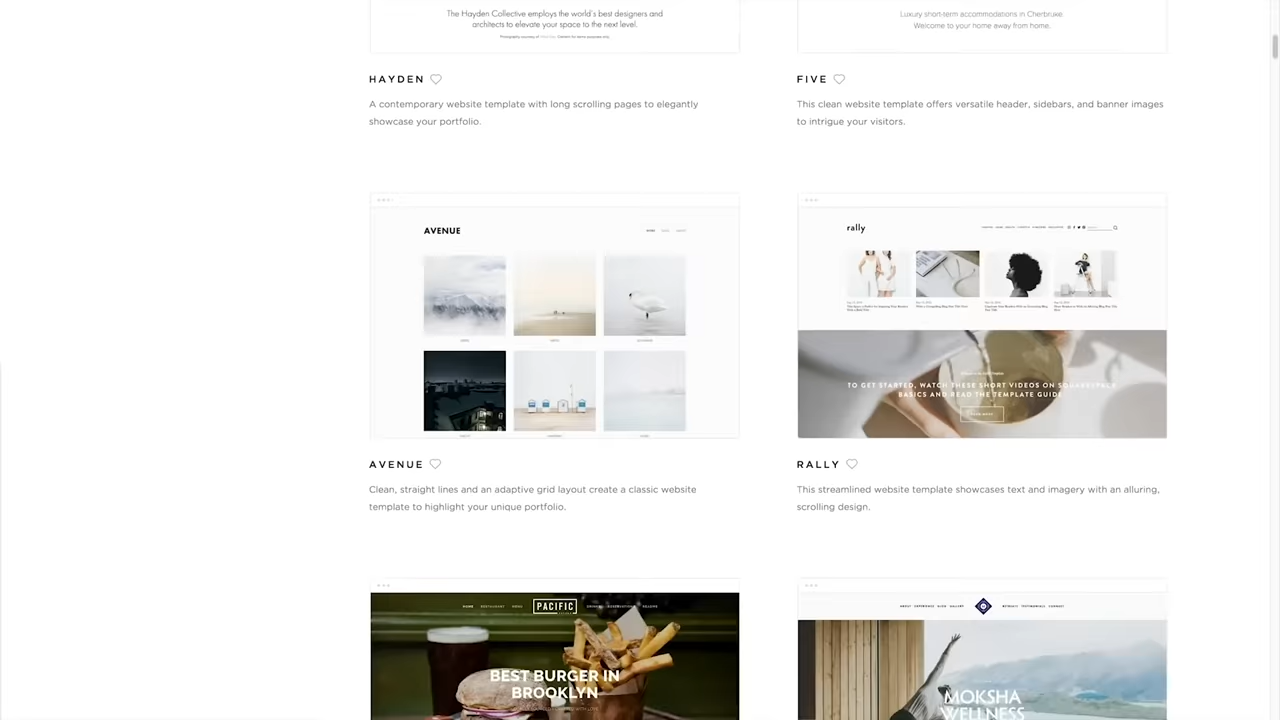 The Hayden Collective employs the world's best designers and
architects to elevate your space to the next level.
Luxury short-term accommodations in Cherbruxe
Welcome to your home away from home.
HAYDEN
A contemporary website template with long scrolling pages to elegantly
showcase your portfolio.
FIVE
This clean website template offers versatile header, sidebars, and banner images
to intrigue your visitors.
AVENUE
rally
TO GET STARTED, WATCH THESE SHORT VIDEOS ON SQUARESPACE
BASICS AND READ THE TEMPLATE GUIDE
AVENUE
Clean, straight lines and an adaptive grid layout create a classic website
template to highlight your unique portfolio.
RALLY
This streamlined website template showcases text and imagery with an alluring,
scrolling design.
HOME RESTAURANT MENU PACIFIC
BEST BURGER IN
BROOKLYN
MOKSHA
WELLNESS